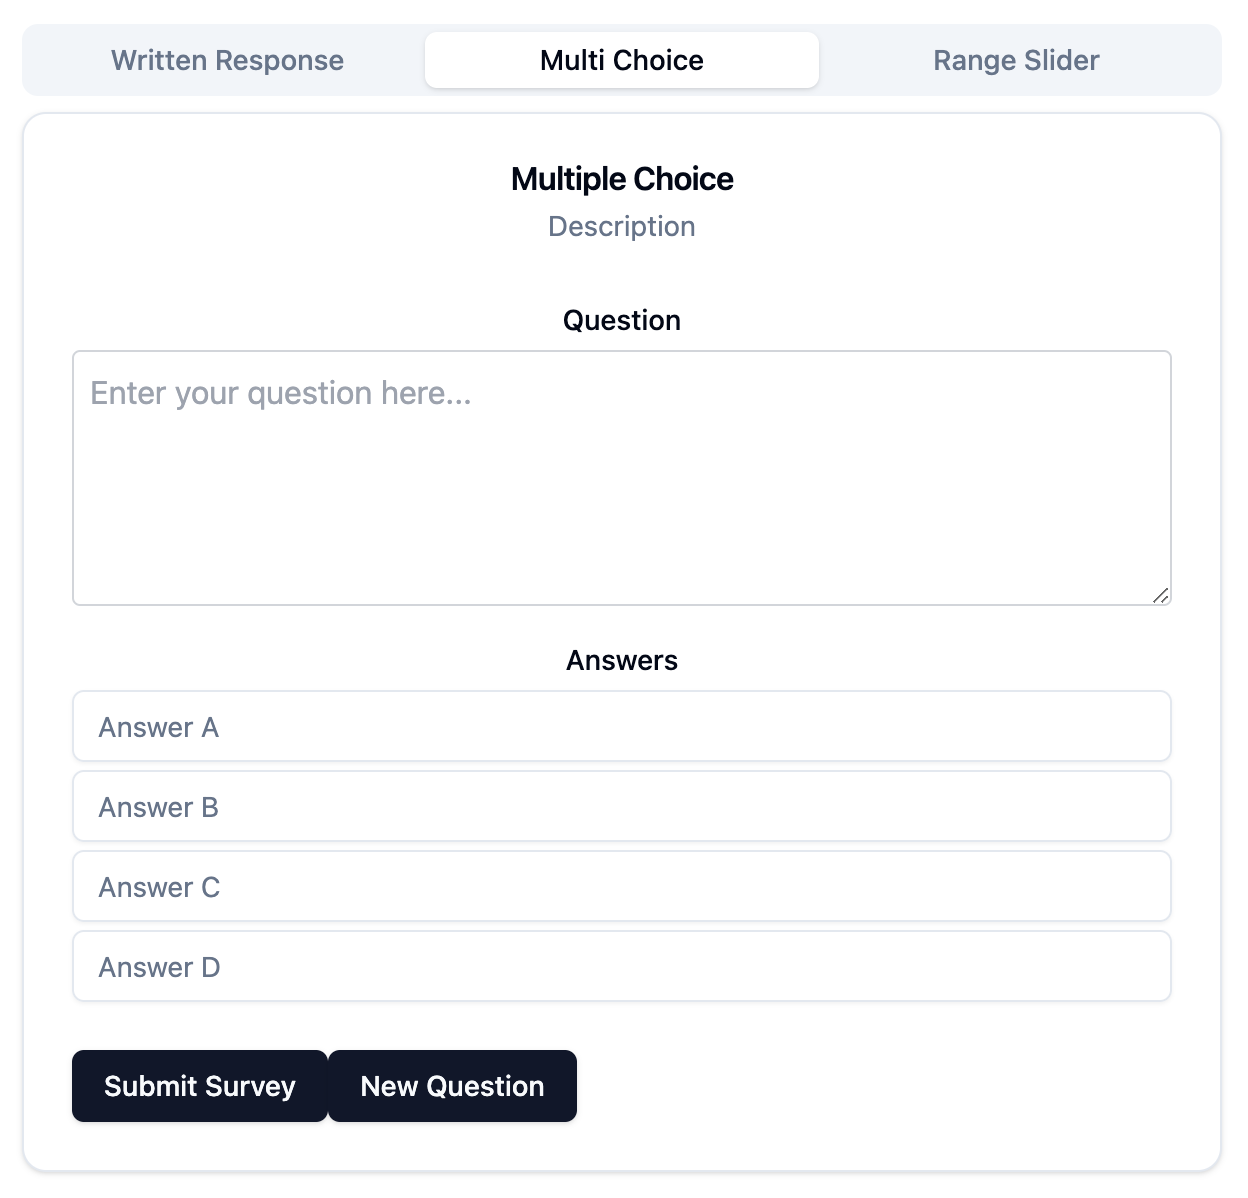 Written Response Multi Choice Range Slider
Multiple Choice
Description
Question
Enter your question here...
Answers
Answer A
Answer B
Answer C
Answer D
Submit Survey New Question